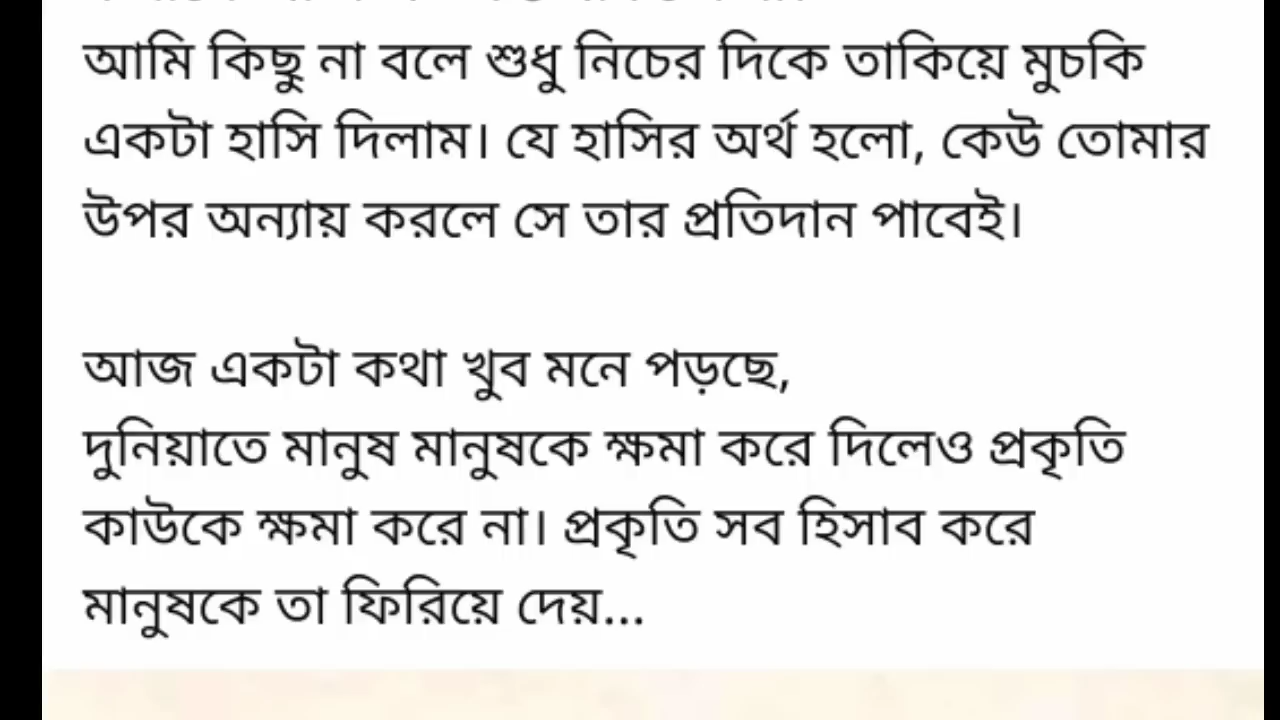 আমি কিছু না বলে শুধু নিচের দিকে তাকিয়ে মুচকি
একটা হাসি দিলাম। যে হাসির অর্থ হলো, কেউ তোমার
উপর অন্যায় করলে সে তার প্রতিদান পাবেই।
আজ একটা কথা খুব মনে পড়ছে,
দুনিয়াতে মানুষ মানুষকে ক্ষমা করে দিলেও প্রকৃতি
কাউকে ক্ষমা করে না। প্রকৃতি সব হিসাব করে
মানুষকে তা ফিরিয়ে দেয়...